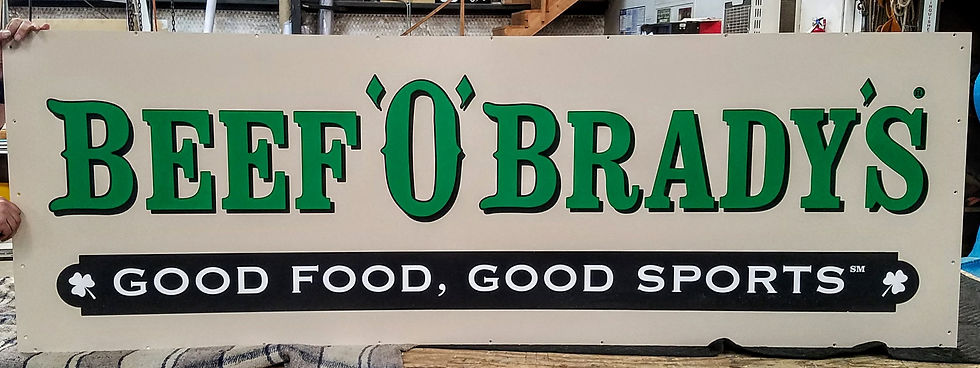 BEEF 'O' BRADY'S®
GOOD FOOD, GOOD SPORTS℠